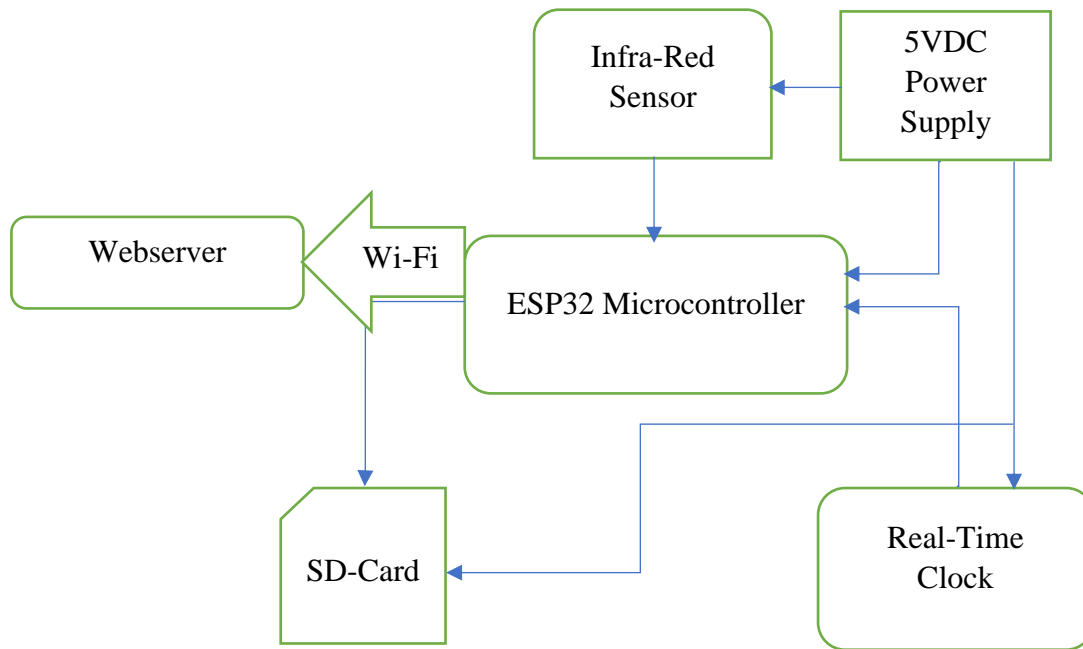 Infra-Red
Sensor
5VDC
Power
Supply
Webserver
Wi-Fi
ESP32 Microcontroller
SD-Card
Real-Time
Clock